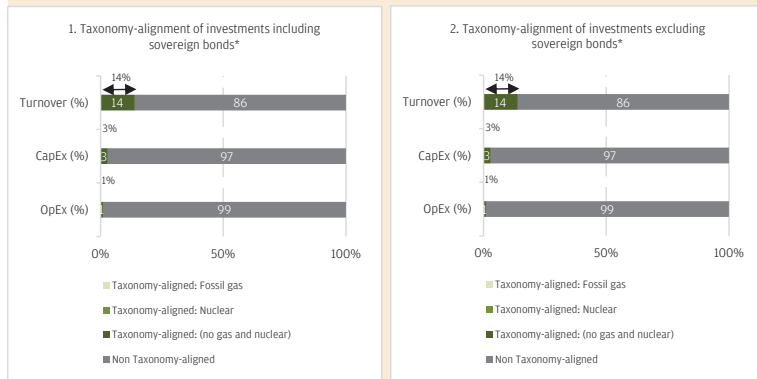 1. Taxonomy-alignment of investments including
sovereign bonds*
14%
Turnover (%)
14
86
3%
CapEx (%)
3
97
1%
OpEx (%)
1
99
0%
50%
100%
Taxonomy-aligned: Fossil gas
Taxonomy-aligned: Nuclear
Taxonomy-aligned: (no gas and nuclear)
Non Taxonomy-aligned
2. Taxonomy-alignment of investments excluding
sovereign bonds*
14%
Turnover (%)
14
86
3%
CapEx (%)
3
97
1%
OpEx (%)
1
99
0%
50%
100%
Taxonomy-aligned: Fossil gas
Taxonomy-aligned: Nuclear
Taxonomy-aligned: (no gas and nuclear)
Non Taxonomy-aligned